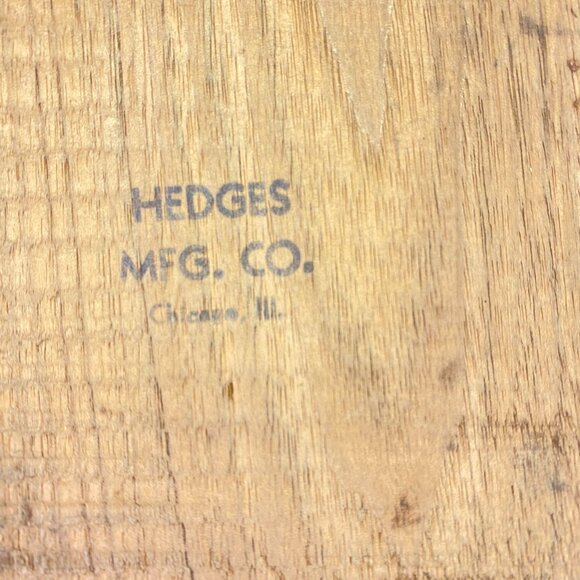 HEDGES
MFG. CO.
Chicago, Ill.